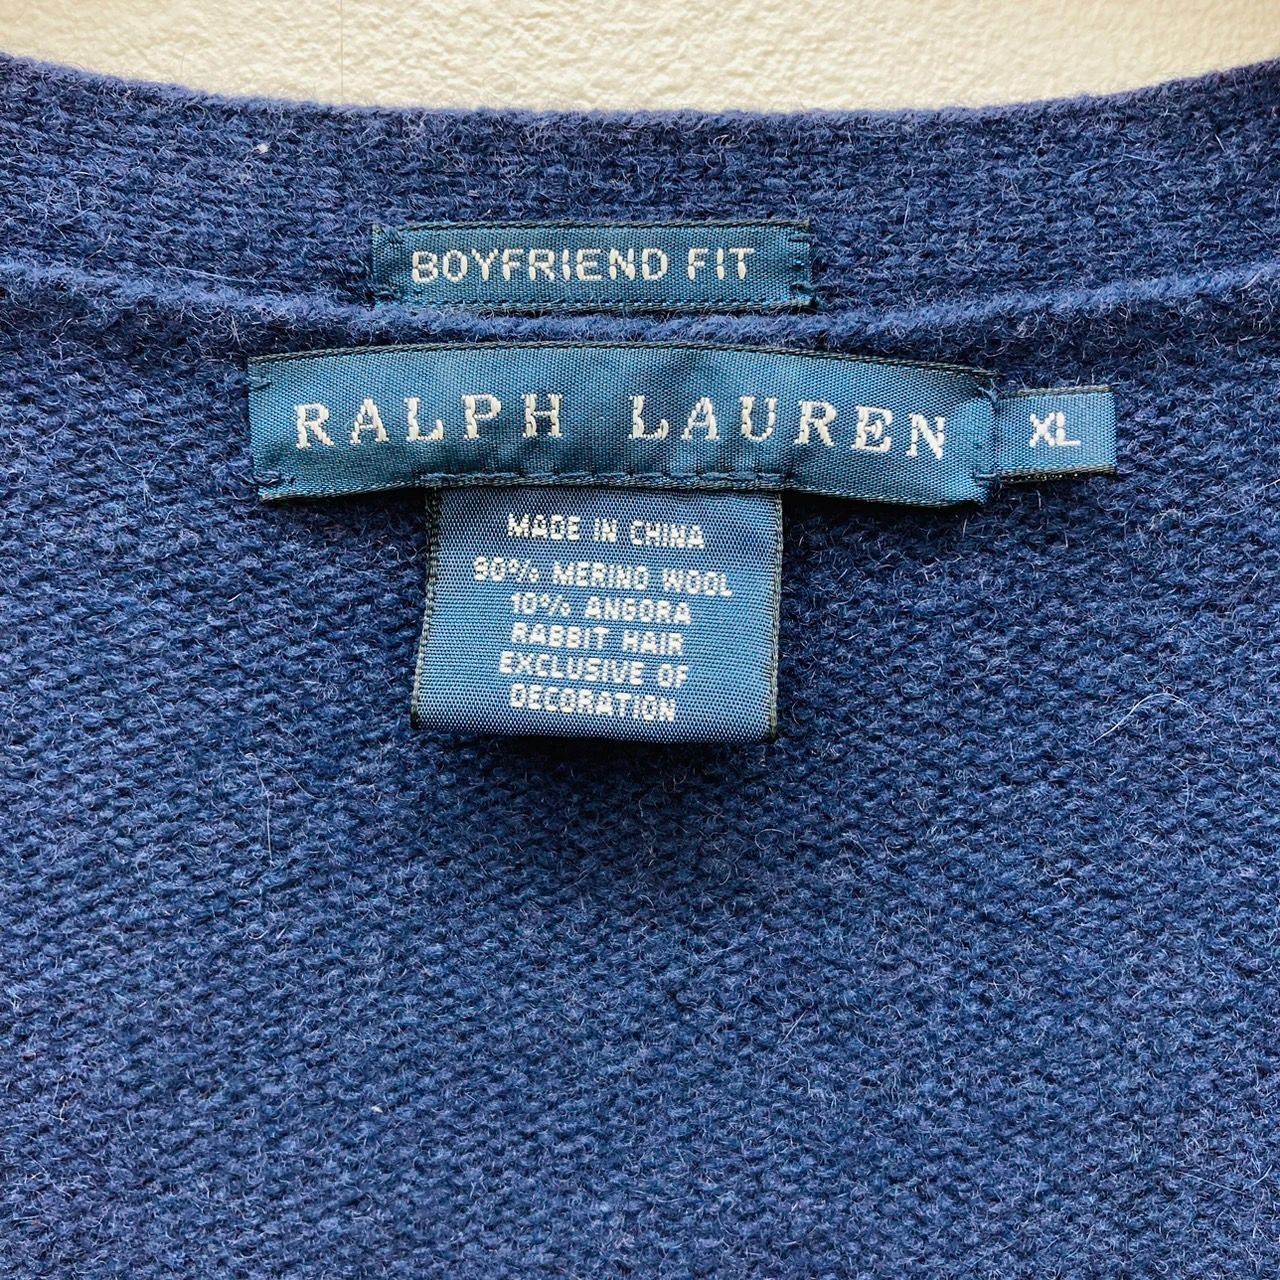 BOYFRIEND FIT
RALPH LAUREN
XL
MADE IN CHINA
90% MERINO WOOL
10% ANGORA
RABBIT HAIR
EXCLUSIVE OF
DECORATION